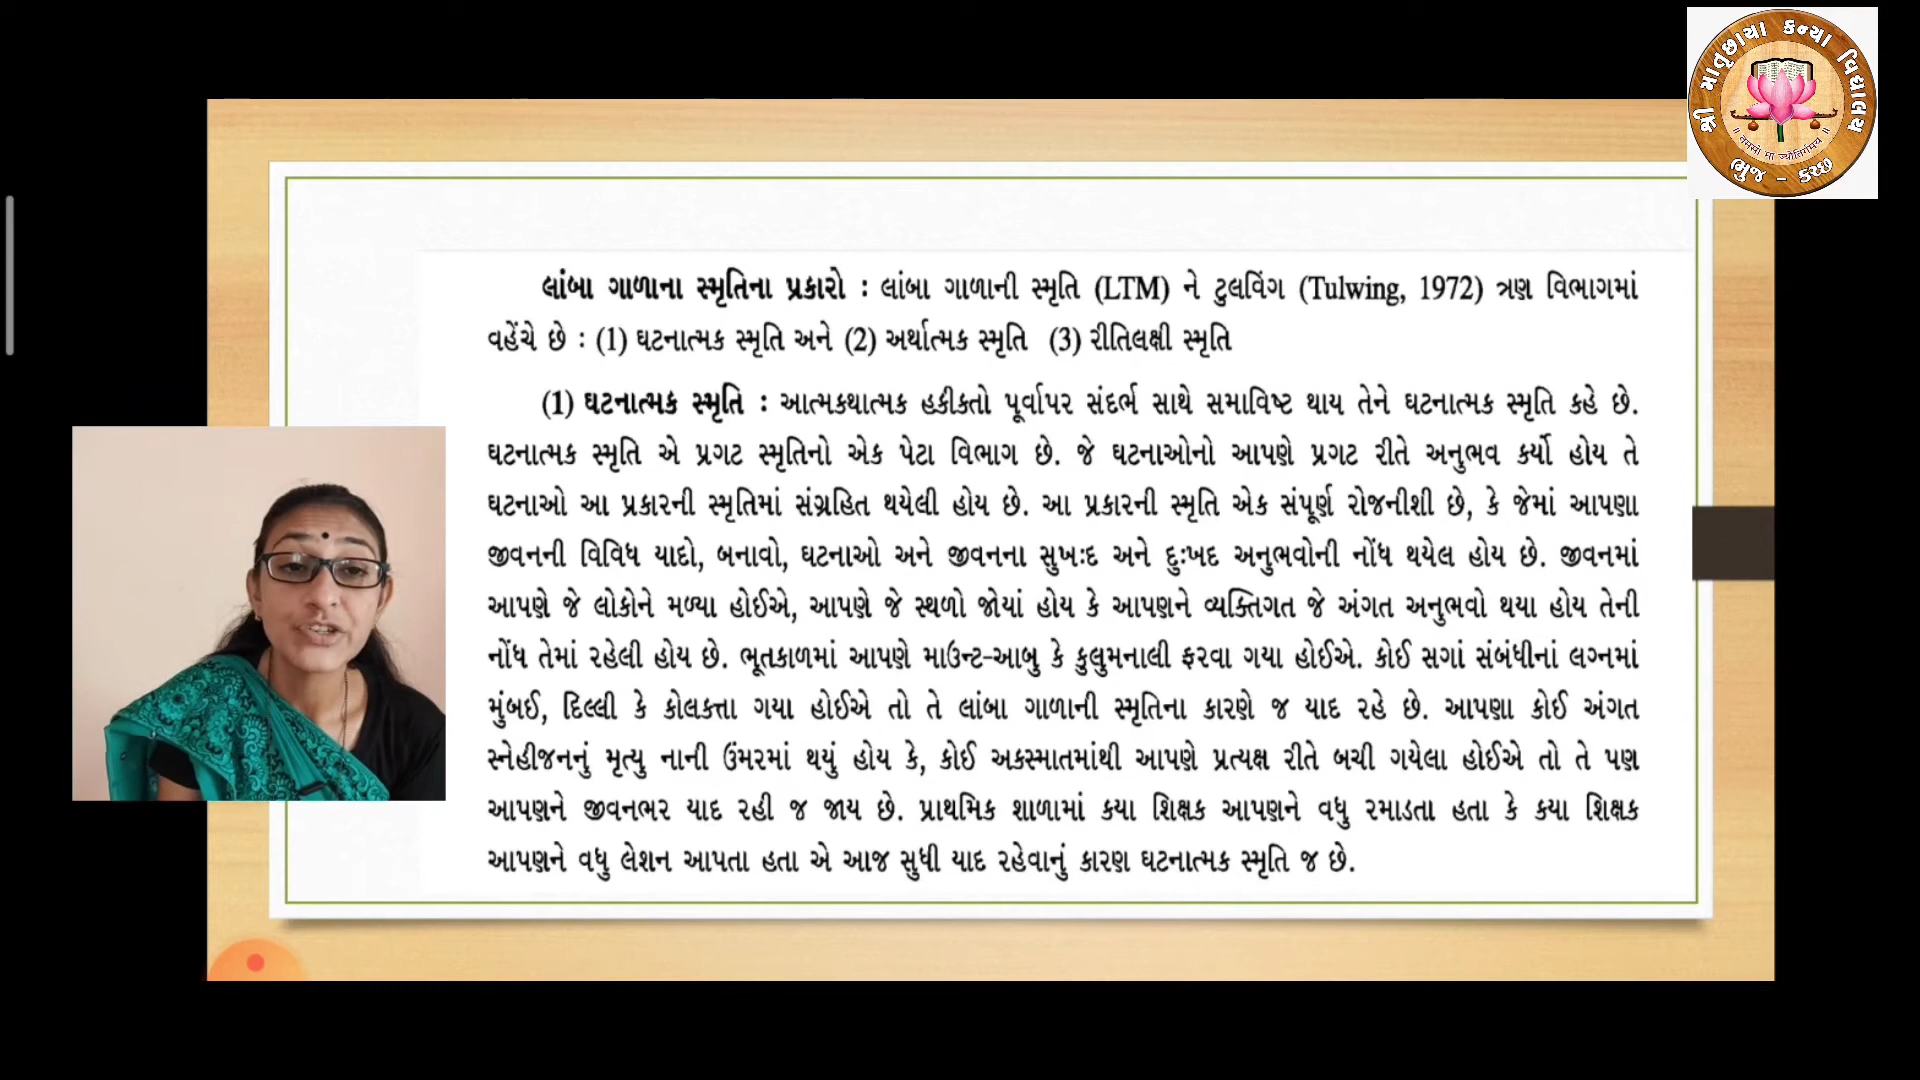 શ્રી માતૃછાયા કન્યા વિદ્યાલય
॥ તમસો મા જ્યોતિર્ગમય ॥
ભુજ - કચ્છ
લાંબા ગાળાના સ્મૃતિના પ્રકારો : લાંબા ગાળાની સ્મૃતિ (LTM) ને ટુલવિંગ (Tulwing, 1972) ત્રણ વિભાગમાં
વહેંચે છે : (1) ઘટનાત્મક સ્મૃતિ અને (2) અર્થાત્મક સ્મૃતિ (3) રીતિલક્ષી સ્મૃતિ
(1) ઘટનાત્મક સ્મૃતિ : આત્મકથાત્મક હકીકતો પૂર્વાપર સંદર્ભ સાથે સમાવિષ્ટ થાય તેને ઘટનાત્મક સ્મૃતિ કહે છે.
ઘટનાત્મક સ્મૃતિ એ પ્રગટ સ્મૃતિનો એક પેટા વિભાગ છે. જે ઘટનાઓનો આપણે પ્રગટ રીતે અનુભવ કર્યો હોય તે
ઘટનાઓ આ પ્રકારની સ્મૃતિમાં સંગ્રહિત થયેલી હોય છે. આ પ્રકારની સ્મૃતિ એક સંપૂર્ણ રોજનીશી છે, કે જેમાં આપણા
જીવનની વિવિધ યાદો, બનાવો, ઘટનાઓ અને જીવનના સુખઃદ અને દુઃખદ અનુભવોની નોંધ થયેલ હોય છે. જીવનમાં
આપણે જે લોકોને મળ્યા હોઈએ, આપણે જે સ્થળો જોયાં હોય કે આપણને વ્યક્તિગત જે અંગત અનુભવો થયા હોય તેની
નોંધ તેમાં રહેલી હોય છે. ભૂતકાળમાં આપણે માઉન્ટ-આબુ કે કુલુમનાલી ફરવા ગયા હોઈએ. કોઈ સગાં સંબંધીનાં લગ્નમાં
મુંબઈ, દિલ્લી કે કોલકત્તા ગયા હોઈએ તો તે લાંબા ગાળાની સ્મૃતિના કારણે જ યાદ રહે છે. આપણા કોઈ અંગત
સ્નેહીજનનું મૃત્યુ નાની ઉંમરમાં થયું હોય કે, કોઈ અકસ્માતમાંથી આપણે પ્રત્યક્ષ રીતે બચી ગયેલા હોઈએ તો તે પણ
આપણને જીવનભર યાદ રહી જ જાય છે. પ્રાથમિક શાળામાં કયા શિક્ષક આપણને વધુ રમાડતા હતા કે કયા શિક્ષક
આપણને વધુ લેશન આપતા હતા એ આજ સુધી યાદ રહેવાનું કારણ ઘટનાત્મક સ્મૃતિ જ છે.